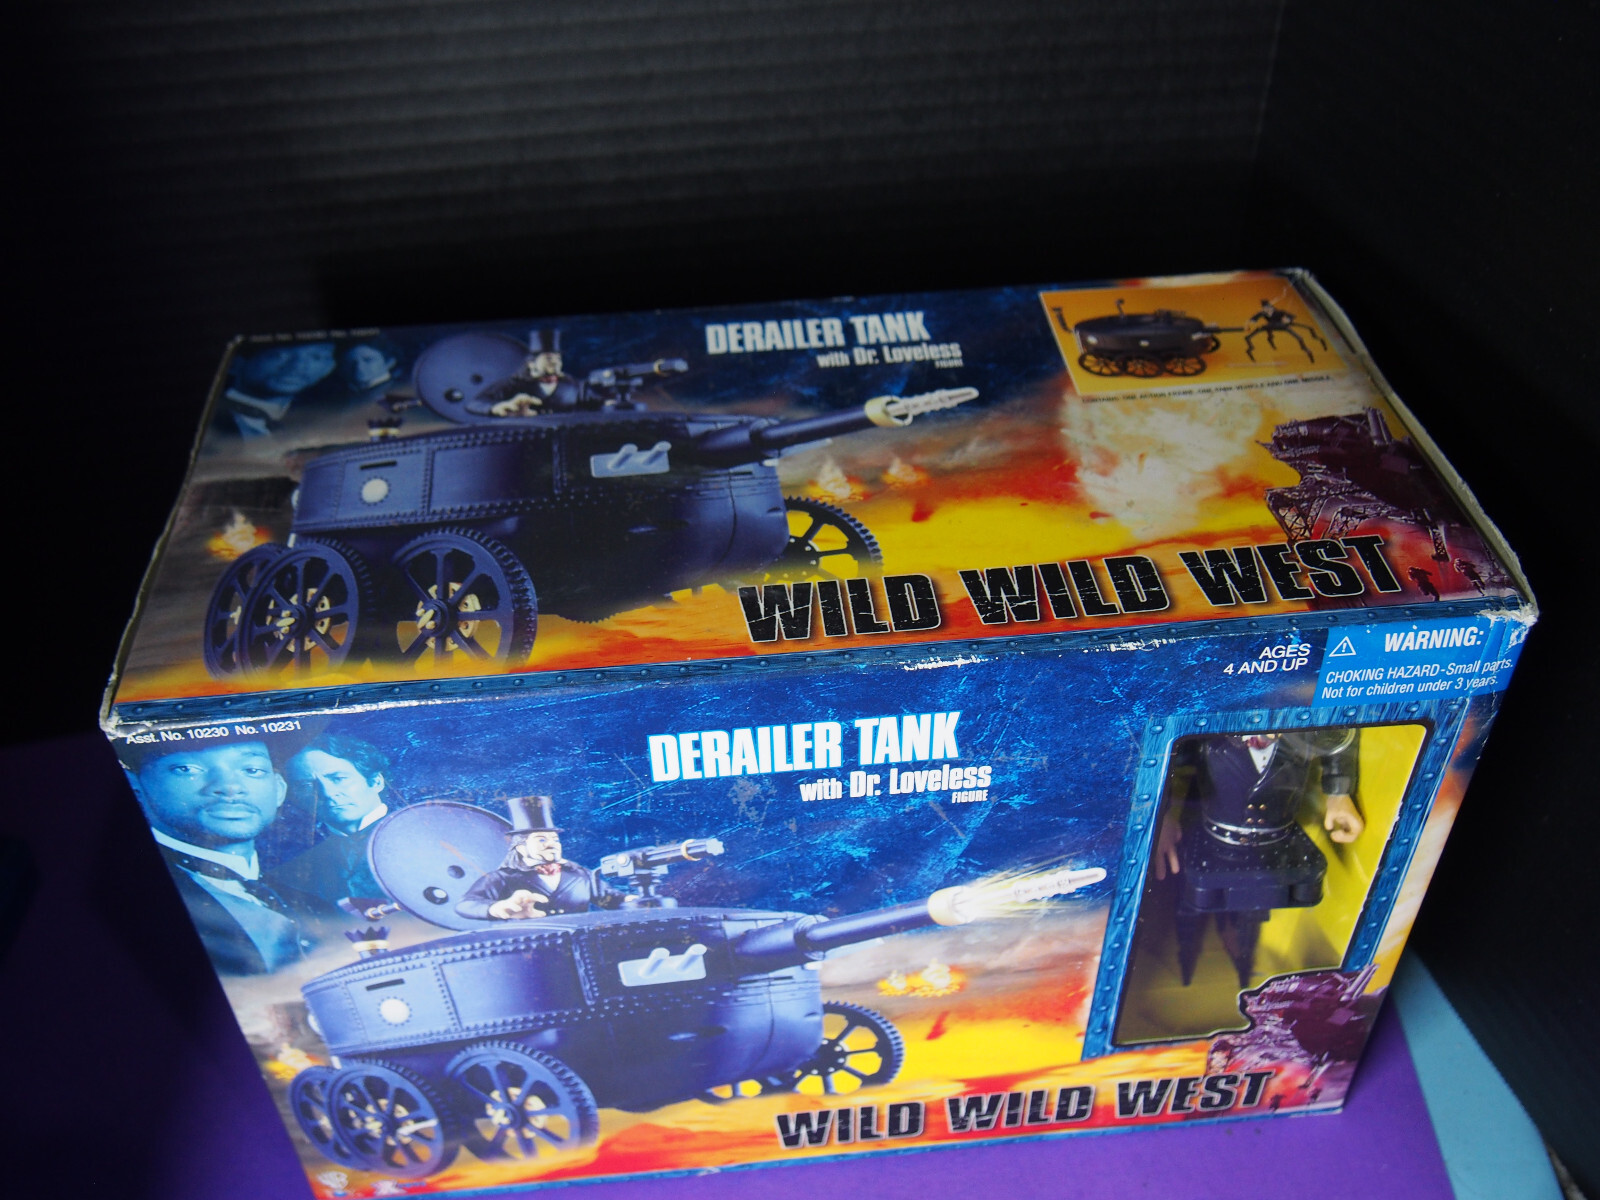 DERAILER TANK
with Dr. Loveless
FIGURE
WILD WILD WEST
AGES
4 AND UP
WARNING:
CHOKING HAZARD-Small parts.
Not for children under 3 years.
Asst. No. 10230 No. 10231
DERAILER TANK
with Dr. Loveless
FIGURE
WILD WILD WEST